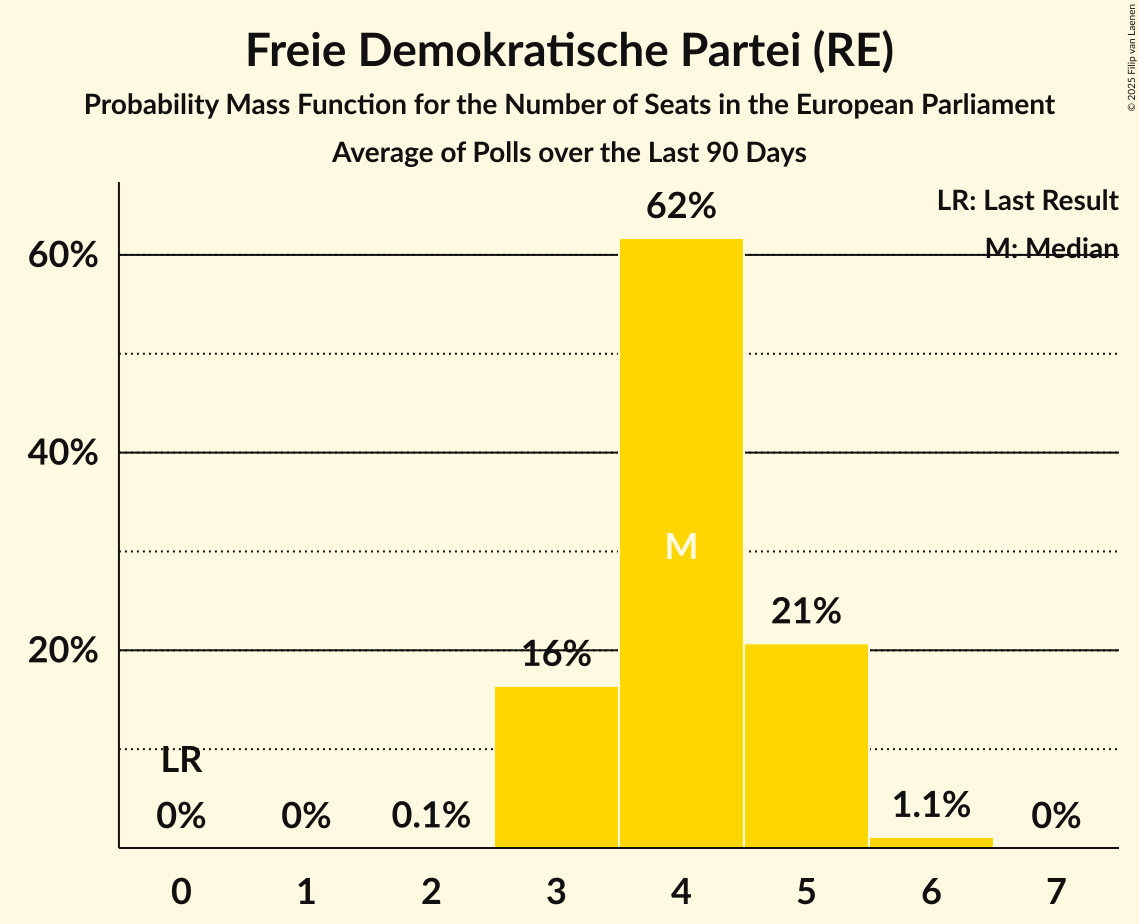 Freie Demokratische Partei (RE)
Probability Mass Function for the Number of Seats in the European Parliament
Average of Polls over the Last 90 Days
© 2025 Filip van Laenen
LR: Last Result
M: Median
60%
40%
20%
62%
M
21%
16%
LR
0%
0%
0.1%
1.1%
0%
0 1 2 3 4 5 6 7